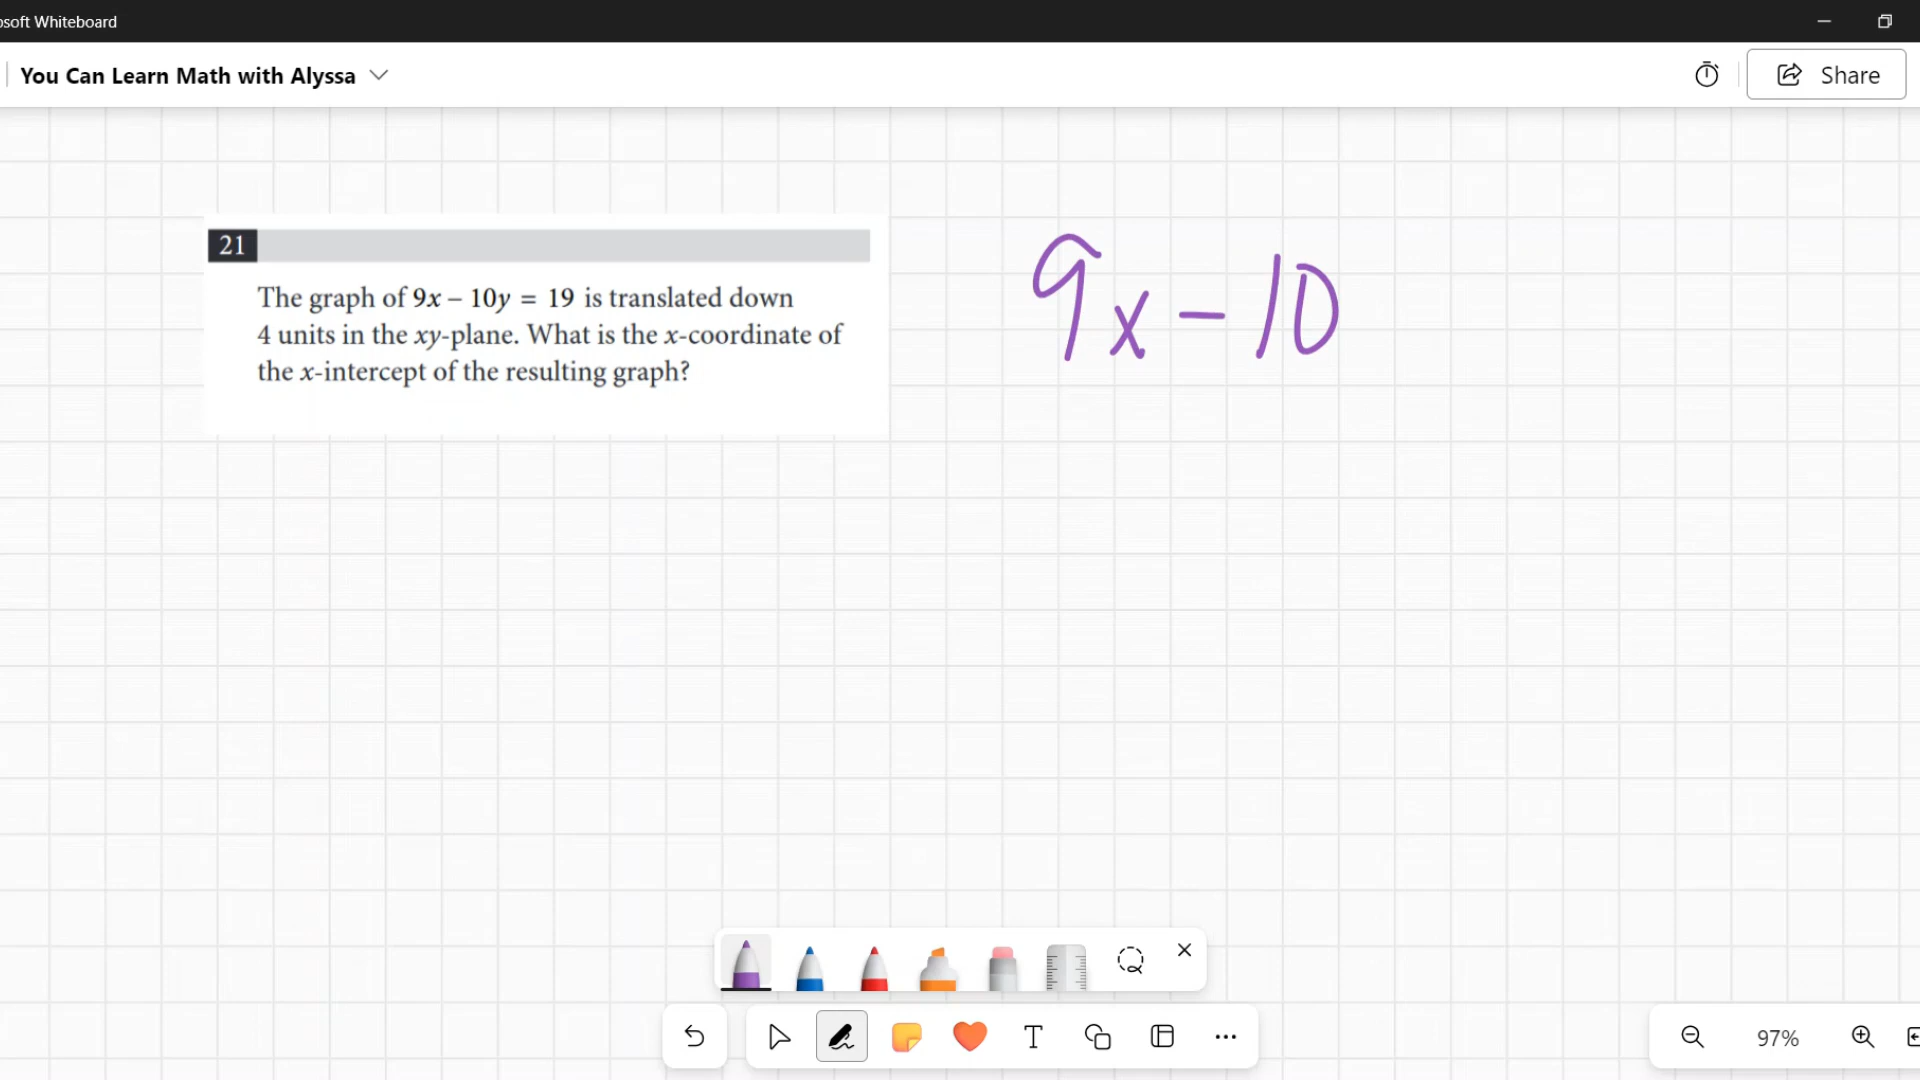 osoft Whiteboard
You Can Learn Math with Alyssa
Share
21
The graph of 9x – 10y = 19 is translated down
4 units in the xy-plane. What is the x-coordinate of
the x-intercept of the resulting graph?
9x – 10
T
97%